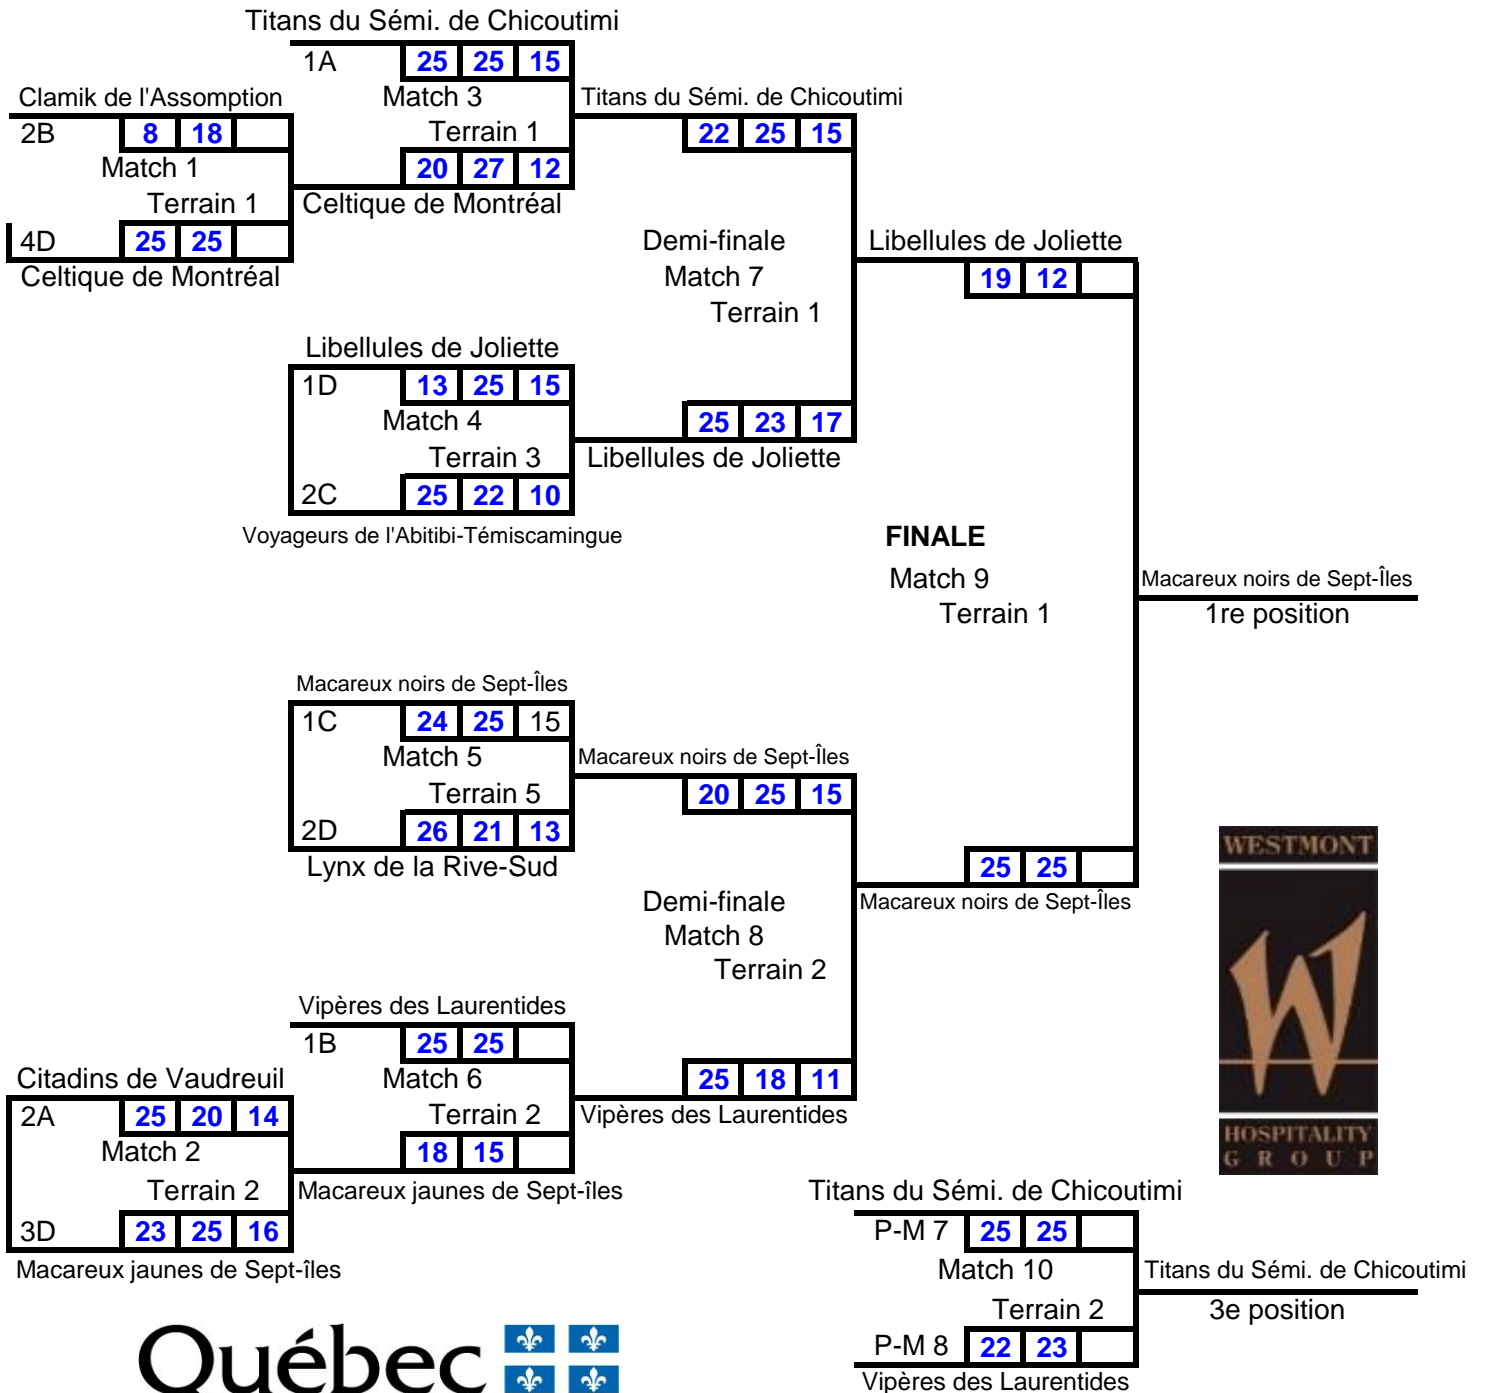 Titans du Sémi. de Chicoutimi
1A 25 25 15
Clamik de l'Assomption
Match 3
Titans du Sémi. de Chicoutimi
2B 8 18
Terrain 1
22 25 15
Match 1
20 27 12
Terrain 1
Celtique de Montréal
4D 25 25
Demi-finale
Libellules de Joliette
Celtique de Montréal
Match 7
19 12
Terrain 1
Libellules de Joliette
1D 13 25 15
Match 4
25 23 17
Terrain 3
Libellules de Joliette
2C 25 22 10
Voyageurs de l'Abitibi-Témiscamingue
FINALE
Match 9
Macareux noirs de Sept-Îles
Terrain 1
1re position
Macareux noirs de Sept-Îles
1C 24 25 15
Match 5
Macareux noirs de Sept-Îles
Terrain 5
20 25 15
2D 26 21 13
Lynx de la Rive-Sud
25 25
Demi-finale
Macareux noirs de Sept-Îles
Match 8
Terrain 2
WESTMONT
W
HOSPITALITY
GROUP
Vipères des Laurentides
1B 25 25
Citadins de Vaudreuil
Match 6
25 18 11
2A 25 20 14
Terrain 2
Vipères des Laurentides
Match 2
18 15
Terrain 2
Macareux jaunes de Sept-îles
3D 23 25 16
Macareux jaunes de Sept-îles
Titans du Sémi. de Chicoutimi
P-M 7 25 25
Match 10
Titans du Sémi. de Chicoutimi
Terrain 2
3e position
P-M 8 22 23
Vipères des Laurentides
Québec